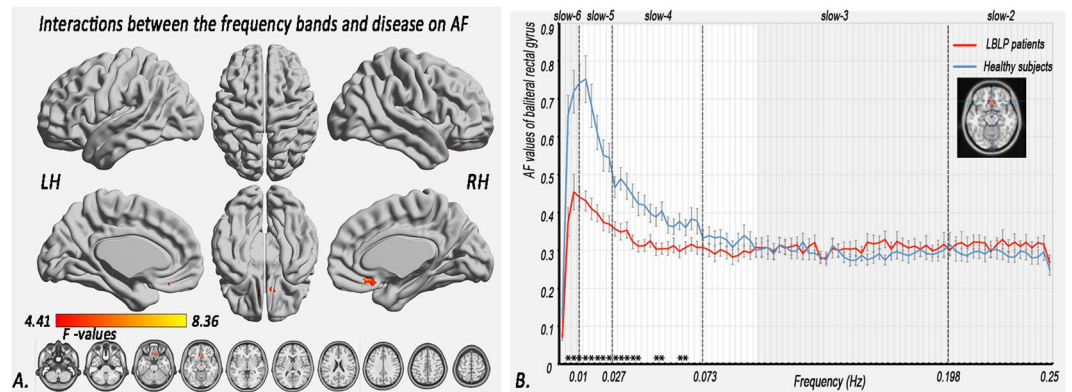 Interactions between the frequency bands and disease on AF
LH
RH
4.41
8.36
F -values
A.
slow-6
slow-5
slow-4
slow-3
slow-2
AF values of baliteral rectal gyrus
0.9
0.8
0.7
0.6
0.5
0.4
0.3
0.2
0.1
0
LBLP patients
Healthy subjects
** ** ** ** ** ** ** **
0.01
0.027
0.073
0.198
0.25
Frequency (Hz)
B.